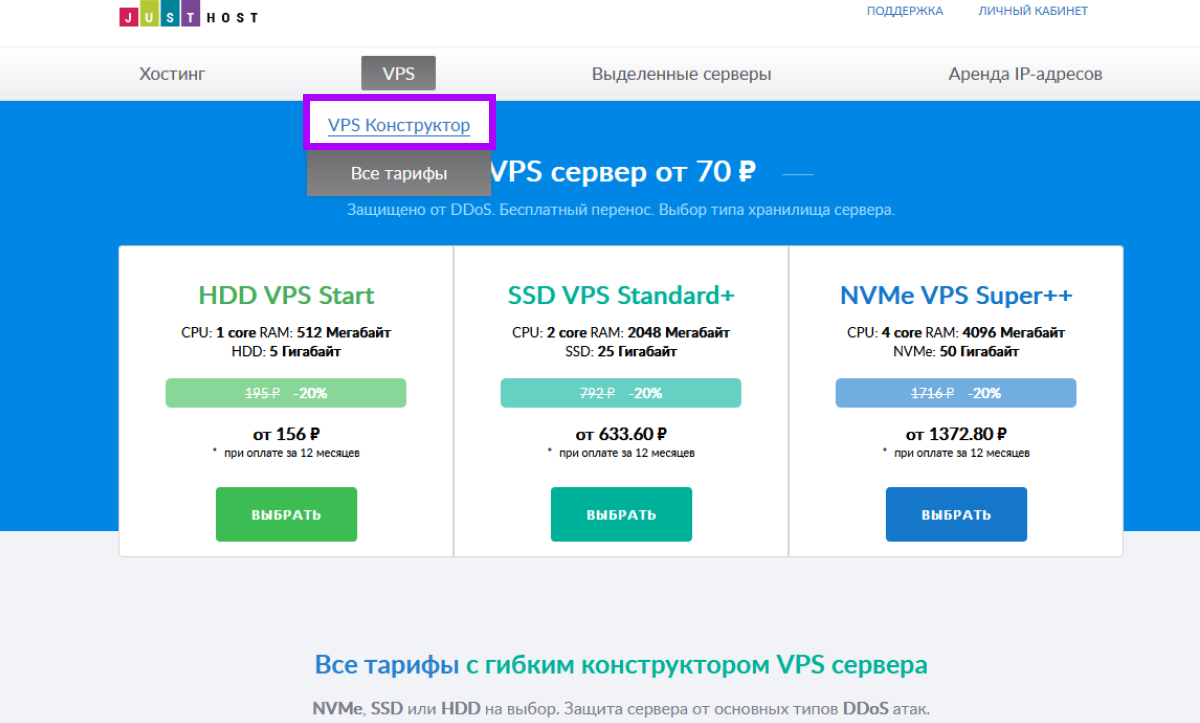 JUST HOST
ПОДДЕРЖКА ЛИЧНЫЙ КАБИНЕТ
Хостинг VPS Выделенные серверы Аренда IP-адресов
VPS Конструктор
Все тарифы
VPS сервер от 70 ₽
Защищено от DDoS. Бесплатный перенос. Выбор типа хранилища сервера.
HDD VPS Start
CPU: 1 core RAM: 512 Мегабайт
HDD: 5 Гигабайт
195 ₽ -20%
от 156 ₽
* при оплате за 12 месяцев
ВЫБРАТЬ
SSD VPS Standard+
CPU: 2 core RAM: 2048 Мегабайт
SSD: 25 Гигабайт
792 ₽ -20%
от 633.60 ₽
* при оплате за 12 месяцев
ВЫБРАТЬ
NVMe VPS Super++
CPU: 4 core RAM: 4096 Мегабайт
NVMe: 50 Гигабайт
1716 ₽ -20%
от 1372.80 ₽
* при оплате за 12 месяцев
ВЫБРАТЬ
Все тарифы с гибким конструктором VPS сервера
NVMe, SSD или HDD на выбор. Защита сервера от основных типов DDoS атак.